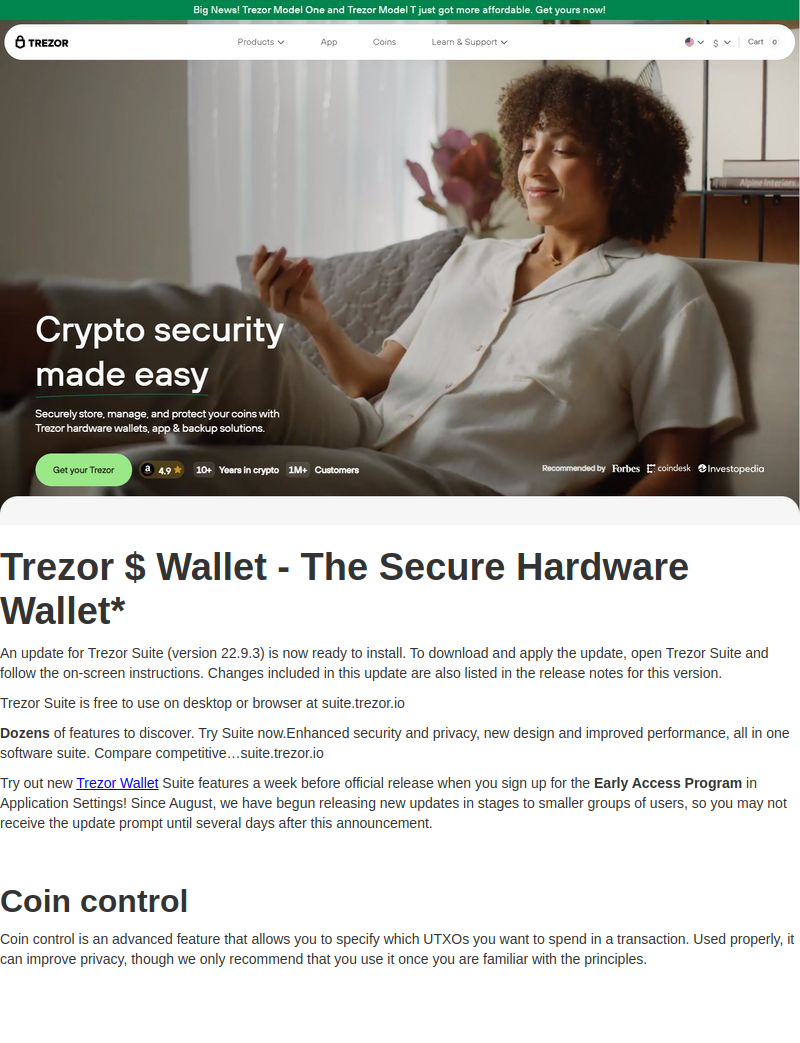 Big News! Trezor Model One and Trezor Model T just got more affordable. Get yours now!
TREZOR
Products
App
Coins
Learn & Support
$
Cart
0
Alpine Interiors
Crypto security
made easy
Securely store, manage, and protect your coins with
Trezor hardware wallets, app & backup solutions.
Get your Trezor
a 4.9
10+ Years in crypto
1M+ Customers
Recommended by Forbes coindesk Investopedia
Trezor $ Wallet - The Secure Hardware
Wallet*
An update for Trezor Suite (version 22.9.3) is now ready to install. To download and apply the update, open Trezor Suite and
follow the on-screen instructions. Changes included in this update are also listed in the release notes for this version.
Trezor Suite is free to use on desktop or browser at suite.trezor.io
Dozens of features to discover. Try Suite now.Enhanced security and privacy, new design and improved performance, all in one
software suite. Compare competitive…suite.trezor.io
Try out new Trezor Wallet Suite features a week before official release when you sign up for the Early Access Program in
Application Settings! Since August, we have begun releasing new updates in stages to smaller groups of users, so you may not
receive the update prompt until several days after this announcement.
Coin control
Coin control is an advanced feature that allows you to specify which UTXOs you want to spend in a transaction. Used properly, it
can improve privacy, though we only recommend that you use it once you are familiar with the principles.